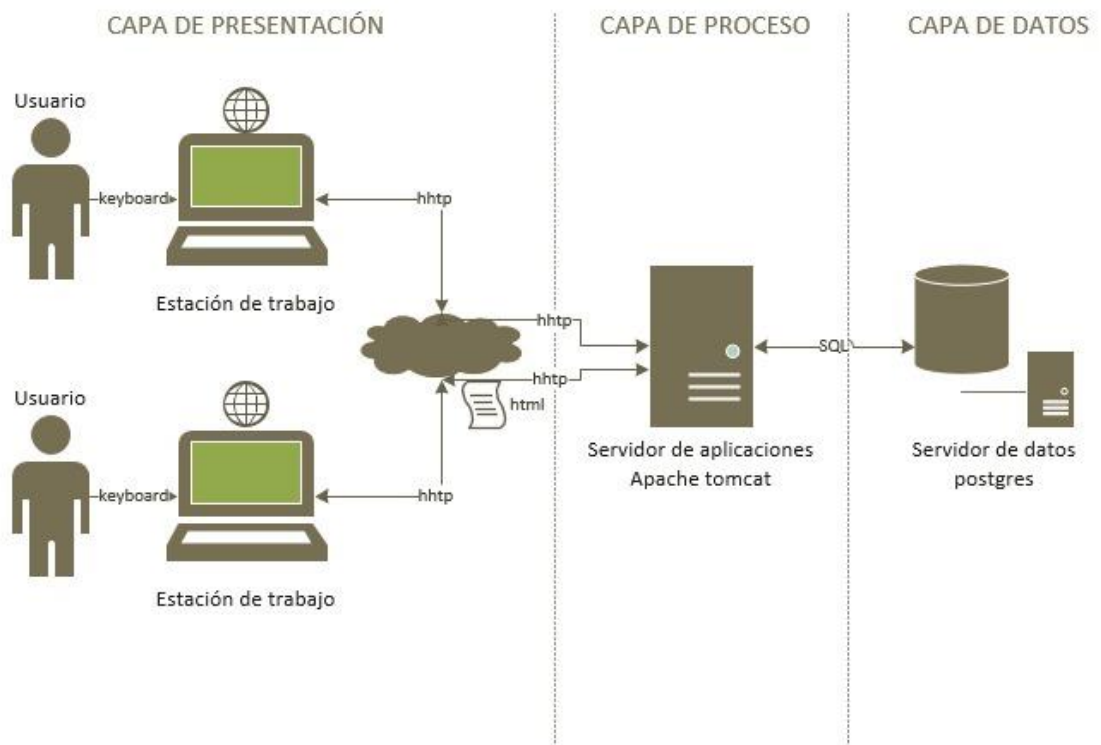 CAPA DE PRESENTACIÓN
CAPA DE PROCESO
CAPA DE DATOS
Usuario
keyboard
hhtp
Estación de trabajo
hhtp
hhtp
html
SQL
Usuario
keyboard
hhtp
Estación de trabajo
Servidor de aplicaciones
Apache tomcat
Servidor de datos
postgres